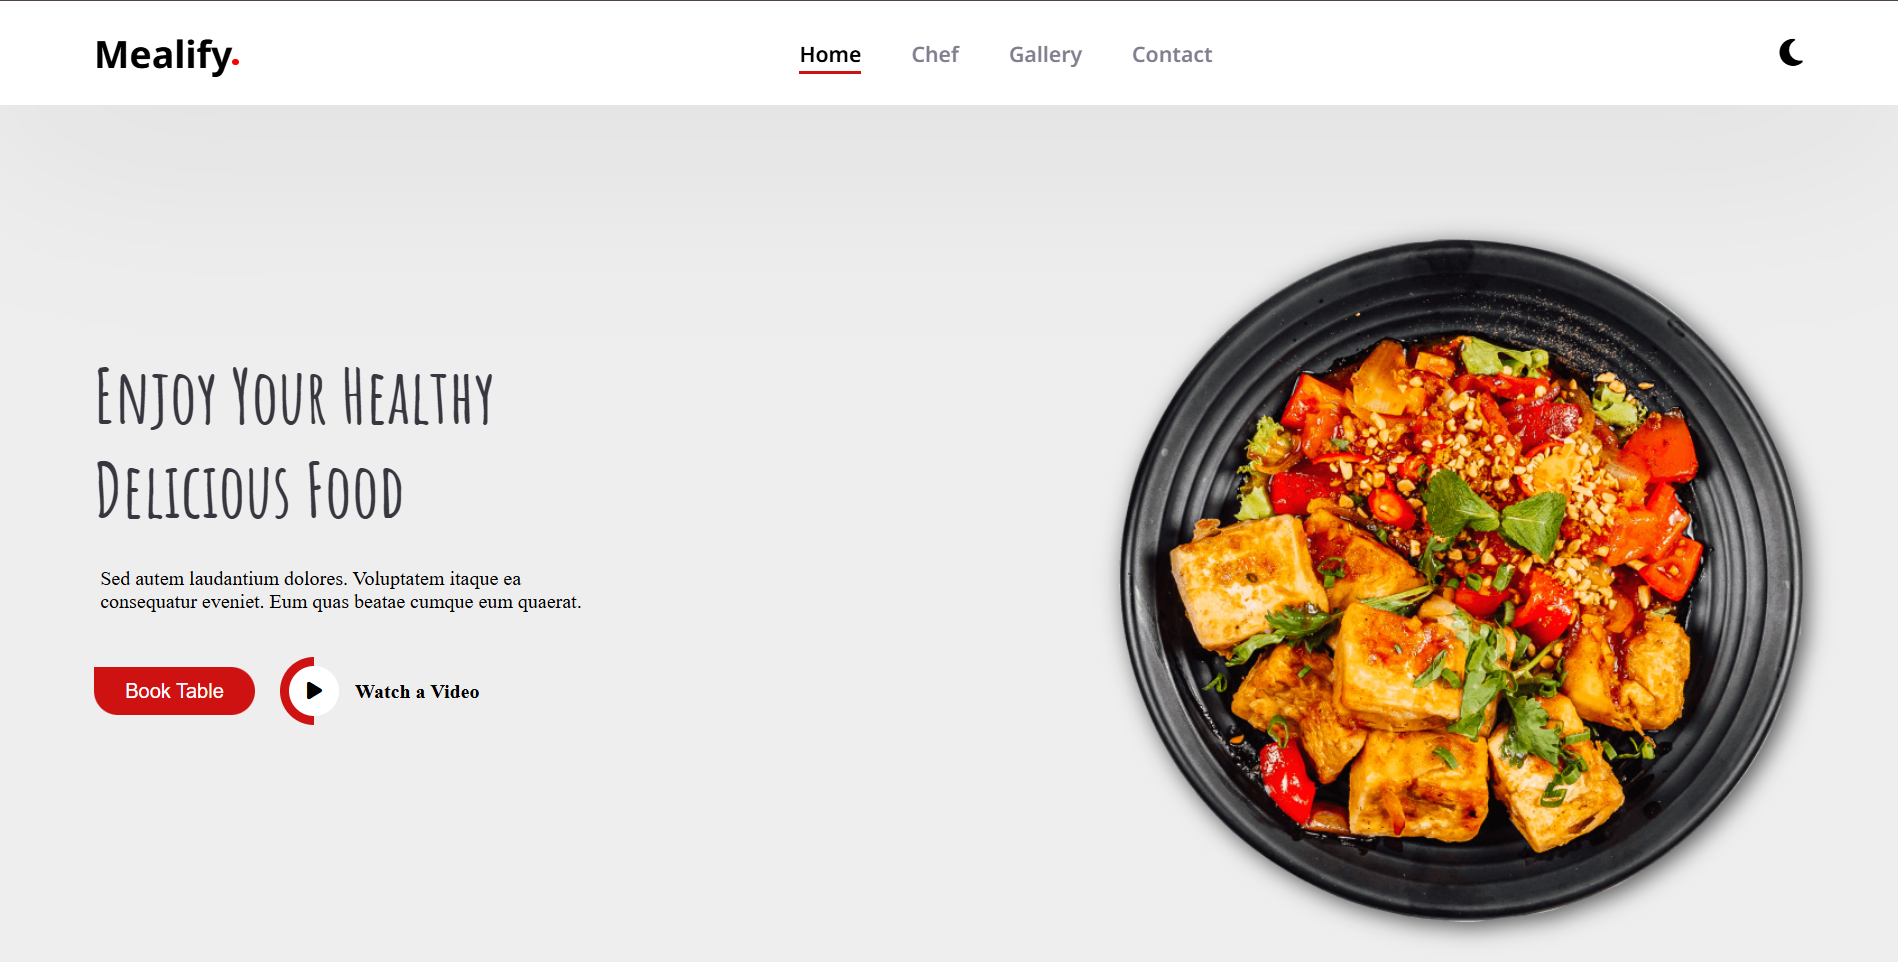 Mealify.
Home Chef Gallery Contact
Enjoy Your Healthy
Delicious Food
Sed autem laudantium dolores. Voluptatem itaque ea
consequatur eveniet. Eum quas beatae cumque eum quaerat.
Book Table
Watch a Video